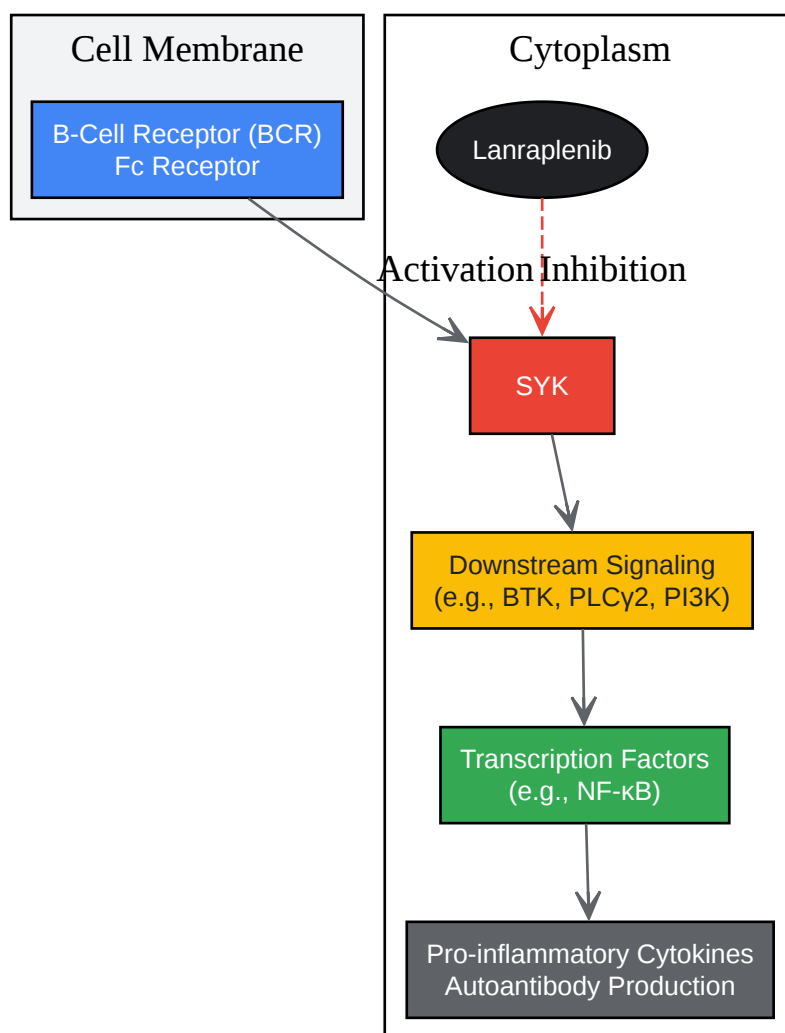 Cell Membrane
B-Cell Receptor (BCR)
Fc Receptor
Cytoplasm
Lanraplenib
Activation
Inhibition
SYK
Downstream Signaling
(e.g., BTK, PLCγ2, PI3K)
Transcription Factors
(e.g., NF-κB)
Pro-inflammatory Cytokines
Autoantibody Production